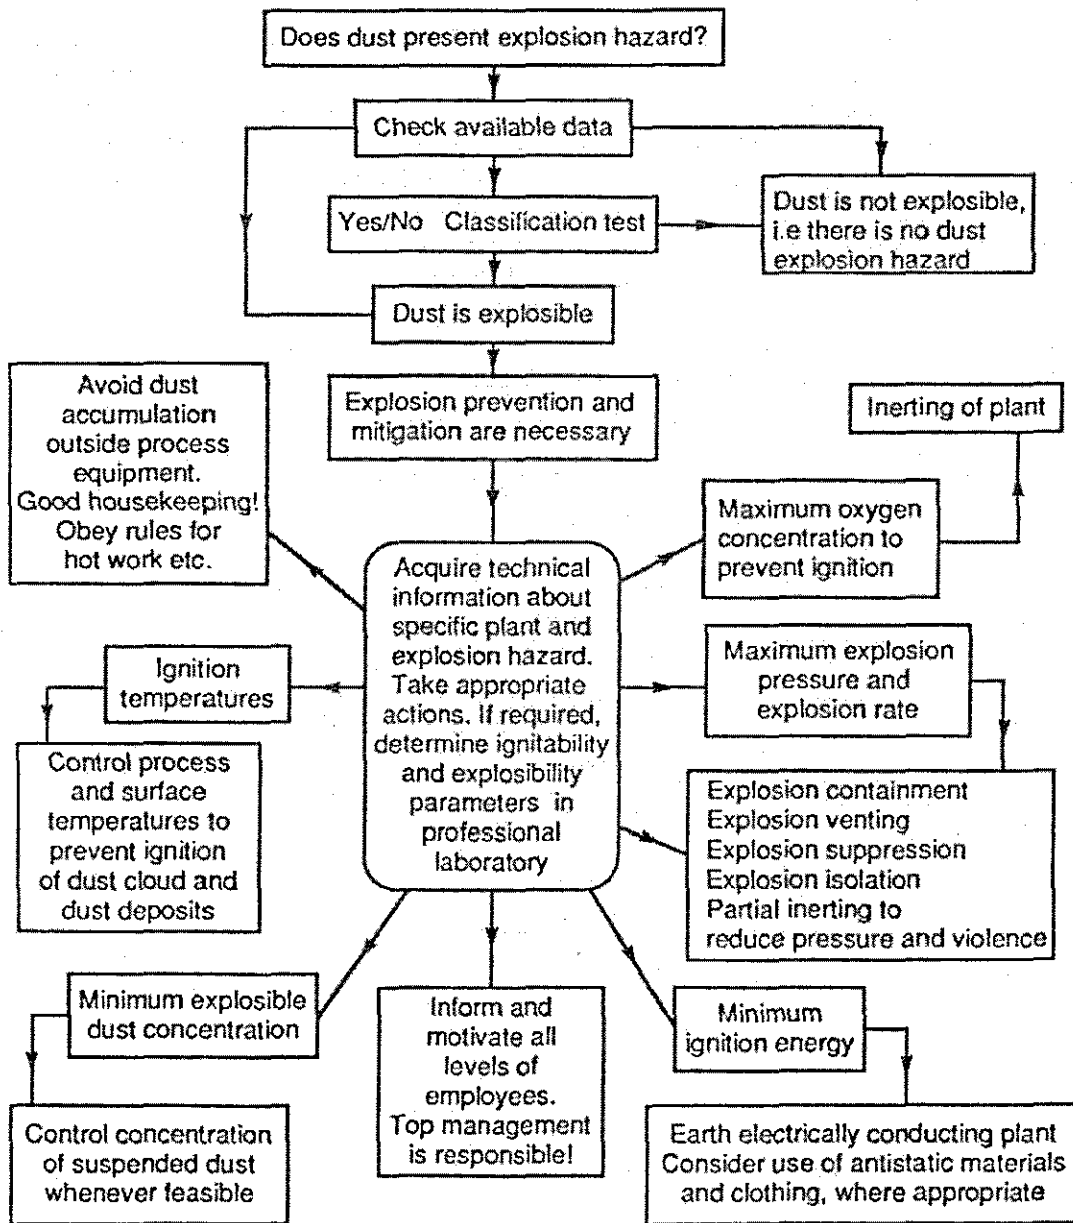 Does dust present explosion hazard?
Check available data
Yes/No Classification test
Dust is not explosible,
i.e there is no dust
explosion hazard
Dust is explosible
Explosion prevention and
mitigation are necessary
Avoid dust
accumulation
outside process
equipment.
Good housekeeping!
Obey rules for
hot work etc.
Inerting of plant
Maximum oxygen
concentration to
prevent ignition
Acquire technical
information about
specific plant and
explosion hazard.
Take appropriate
actions. If required,
determine ignitability
and explosibility
parameters in
professional
laboratory
Ignition
temperatures
Maximum explosion
pressure and
explosion rate
Control process
and surface
temperatures to
prevent ignition
of dust cloud and
dust deposits
Explosion containment
Explosion venting
Explosion suppression
Explosion isolation
Partial inerting to
reduce pressure and violence
Minimum explosible
dust concentration
Inform and
motivate all
levels of
employees.
Top management
is responsible!
Minimum
ignition energy
Control concentration
of suspended dust
whenever feasible
Earth electrically conducting plant
Consider use of antistatic materials
and clothing, where appropriate